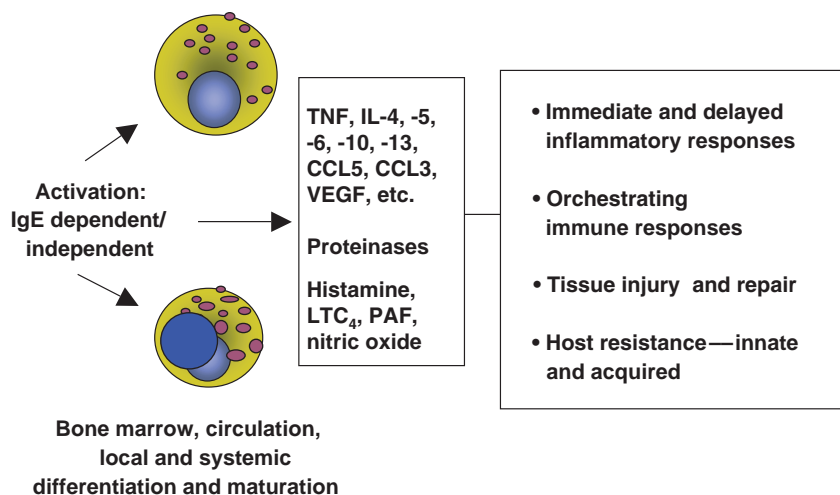 Activation:
IgE dependent/
independent
Bone marrow, circulation,
local and systemic
differentiation and maturation
TNF, IL-4, -5,
-6, -10, -13,
CCL5, CCL3,
VEGF, etc.
Proteinases
Histamine,
LTC₄, PAF,
nitric oxide
• Immediate and delayed
inflammatory responses
• Orchestrating
immune responses
• Tissue injury and repair
• Host resistance—innate
and acquired